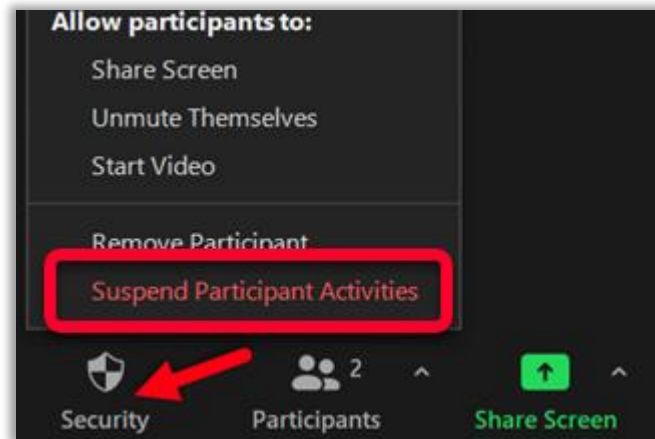 Allow participants to:
Share Screen
Unmute Themselves
Start Video
Remove Participant
Suspend Participant Activities
2
Security Participants Share Screen